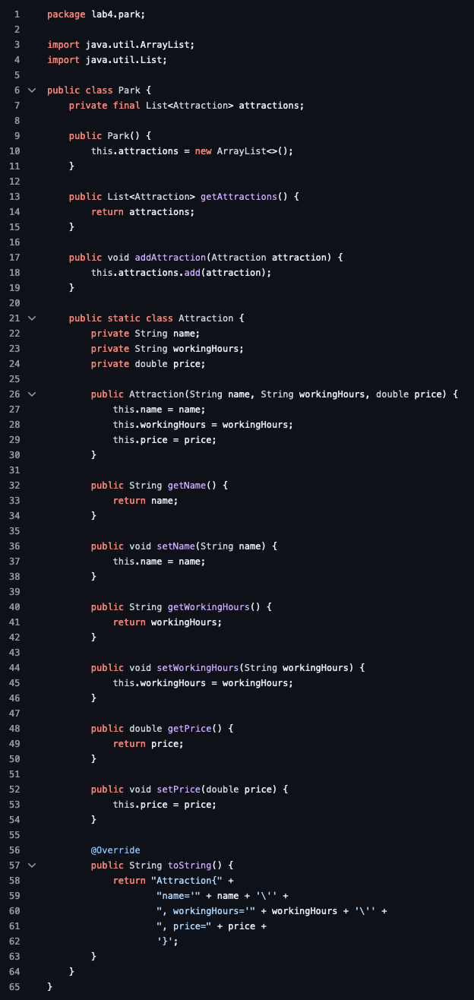 1 package lab4.park;
2
3 import java.util.ArrayList;
4 import java.util.List;
5
6 public class Park {
7     private final List<Attraction> attractions;
8
9     public Park() {
10         this.attractions = new ArrayList<>();
11     }
12
13     public List<Attraction> getAttractions() {
14         return attractions;
15     }
16
17     public void addAttraction(Attraction attraction) {
18         this.attractions.add(attraction);
19     }
20
21     public static class Attraction {
22         private String name;
23         private String workingHours;
24         private double price;
25
26         public Attraction(String name, String workingHours, double price) {
27             this.name = name;
28             this.workingHours = workingHours;
29             this.price = price;
30         }
31
32         public String getName() {
33             return name;
34         }
35
36         public void setName(String name) {
37             this.name = name;
38         }
39
40         public String getWorkingHours() {
41             return workingHours;
42         }
43
44         public void setWorkingHours(String workingHours) {
45             this.workingHours = workingHours;
46         }
47
48         public double getPrice() {
49             return price;
50         }
51
52         public void setPrice(double price) {
53             this.price = price;
54         }
55
56         @Override
57         public String toString() {
58             return "Attraction{" +
59                     "name='" + name + '\'' +
60                     ", workingHours='" + workingHours + '\'' +
61                     ", price=" + price +
62                     '}';
63         }
64     }
65 }